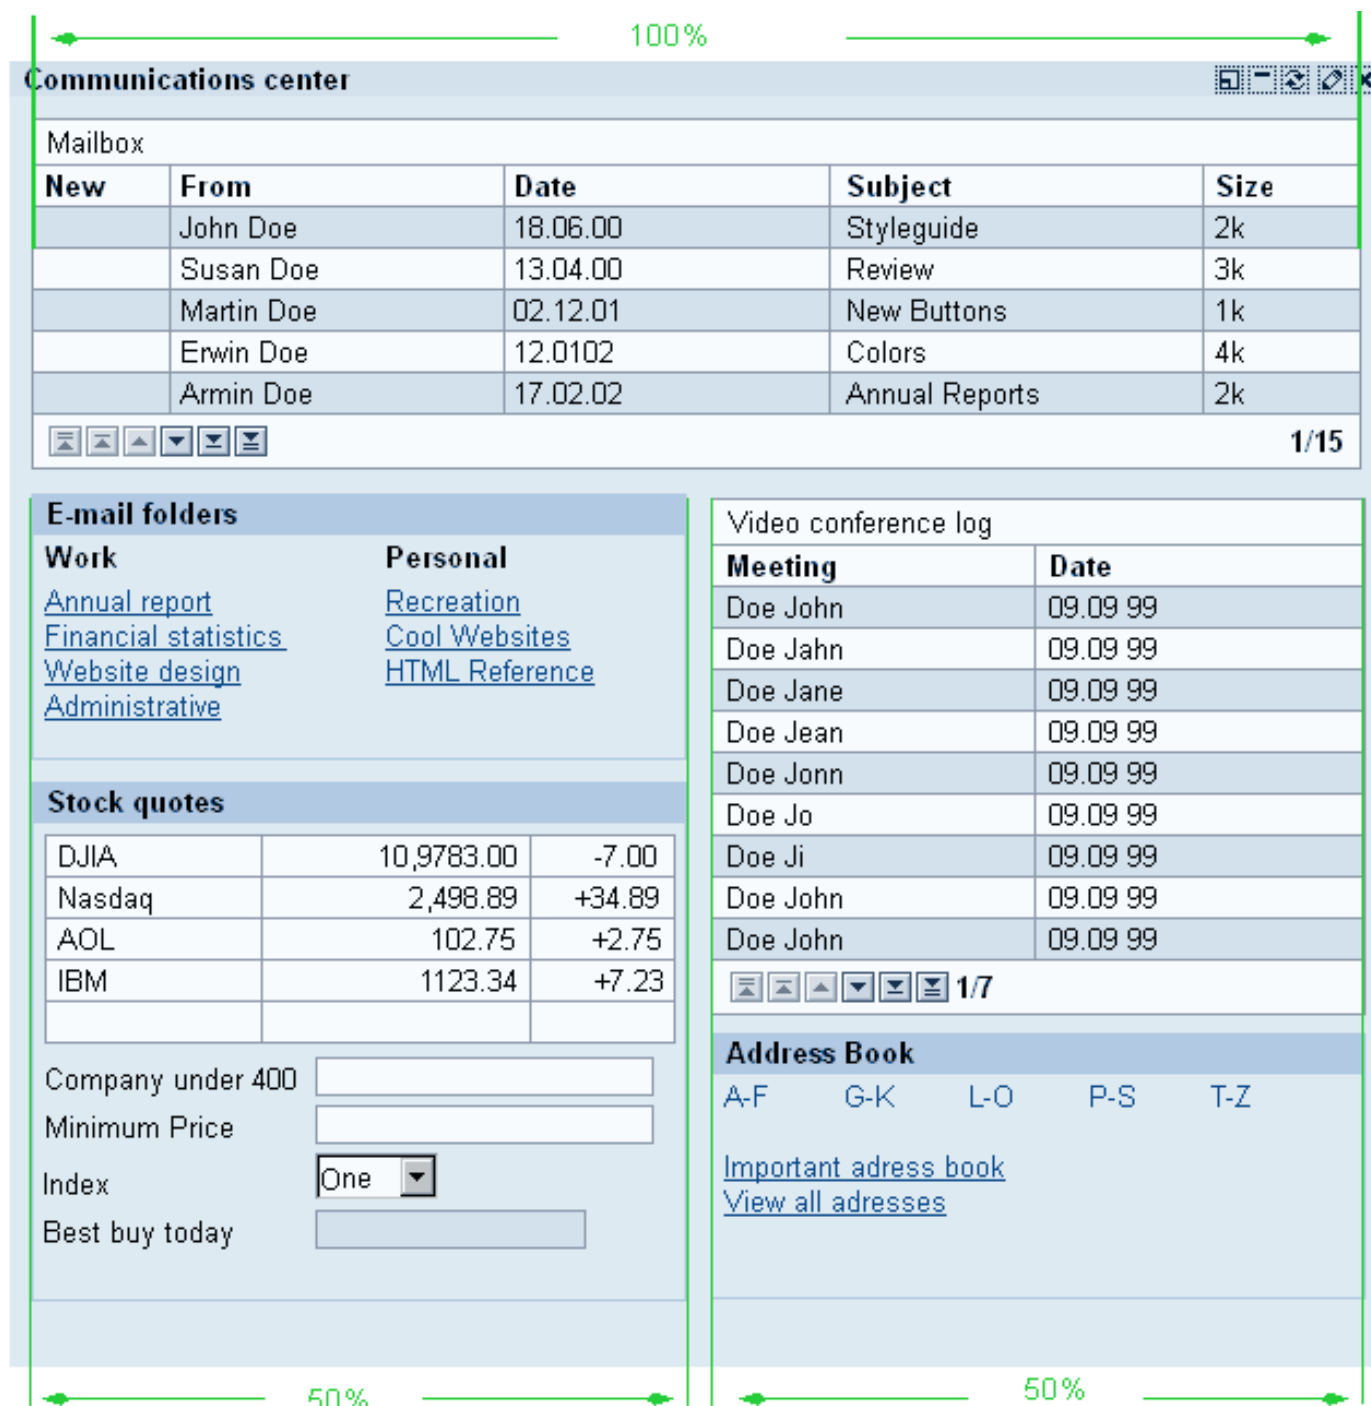 100%
Communications center
Mailbox
New From Date Subject Size
John Doe 18.06.00 Styleguide 2k
Susan Doe 13.04.00 Review 3k
Martin Doe 02.12.01 New Buttons 1k
Erwin Doe 12.0102 Colors 4k
Armin Doe 17.02.02 Annual Reports 2k
1/15
E-mail folders
Work Personal
Annual report Recreation
Financial statistics Cool Websites
Website design HTML Reference
Administrative
Stock quotes
DJIA 10,9783.00 -7.00
Nasdaq 2,498.89 +34.89
AOL 102.75 +2.75
IBM 1123.34 +7.23
Company under 400
Minimum Price
Index One
Best buy today
Video conference log
Meeting Date
Doe John 09.09 99
Doe Jahn 09.09 99
Doe Jane 09.09 99
Doe Jean 09.09 99
Doe Jonn 09.09 99
Doe Jo 09.09 99
Doe Ji 09.09 99
Doe John 09.09 99
Doe John 09.09 99
1/7
Address Book
A-F G-K L-O P-S T-Z
Important adress book
View all adresses
50% 50%